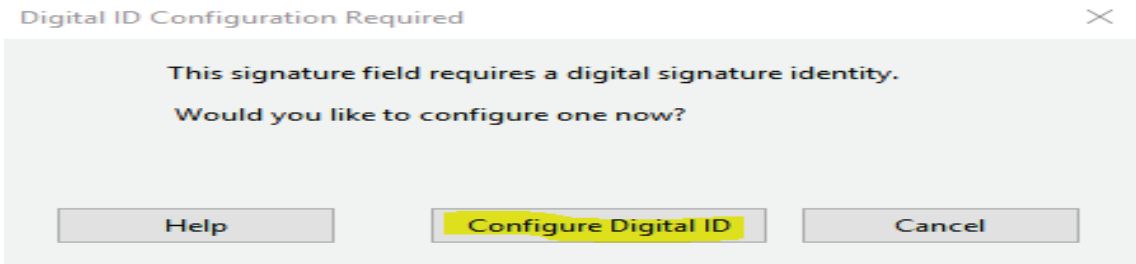 Digital ID Configuration Required
This signature field requires a digital signature identity.
Would you like to configure one now?
Help Configure Digital ID Cancel